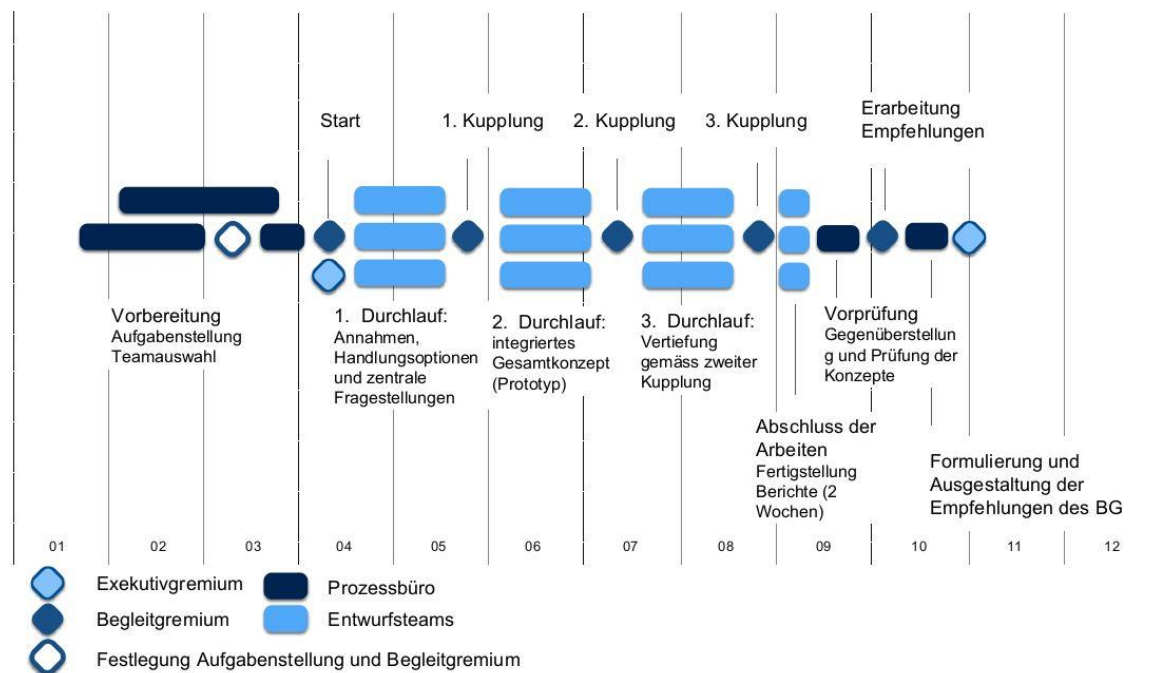 Start
1. Kupplung
2. Kupplung
3. Kupplung
Erarbeitung
Empfehlungen
Vorbereitung
Aufgabenstellung
Teamauswahl
1. Durchlauf:
Annahmen,
Handlungsoptionen
und zentrale
Fragestellungen
2. Durchlauf:
integriertes
Gesamtkonzept
(Prototyp)
3. Durchlauf:
Vertiefung
gemäss zweiter
Kupplung
Vorprüfung
Gegenüberstellun
g und Prüfung der
Konzepte
Abschluss der
Arbeiten
Fertigstellung
Berichte (2
Wochen)
Formulierung und
Ausgestaltung der
Empfehlungen des BG
01 02 03 04 05 06 07 08 09 10 11 12
Exekutivgremium
Prozessbüro
Begleitgremium
Entwurfsteams
Festlegung Aufgabenstellung und Begleitgremium